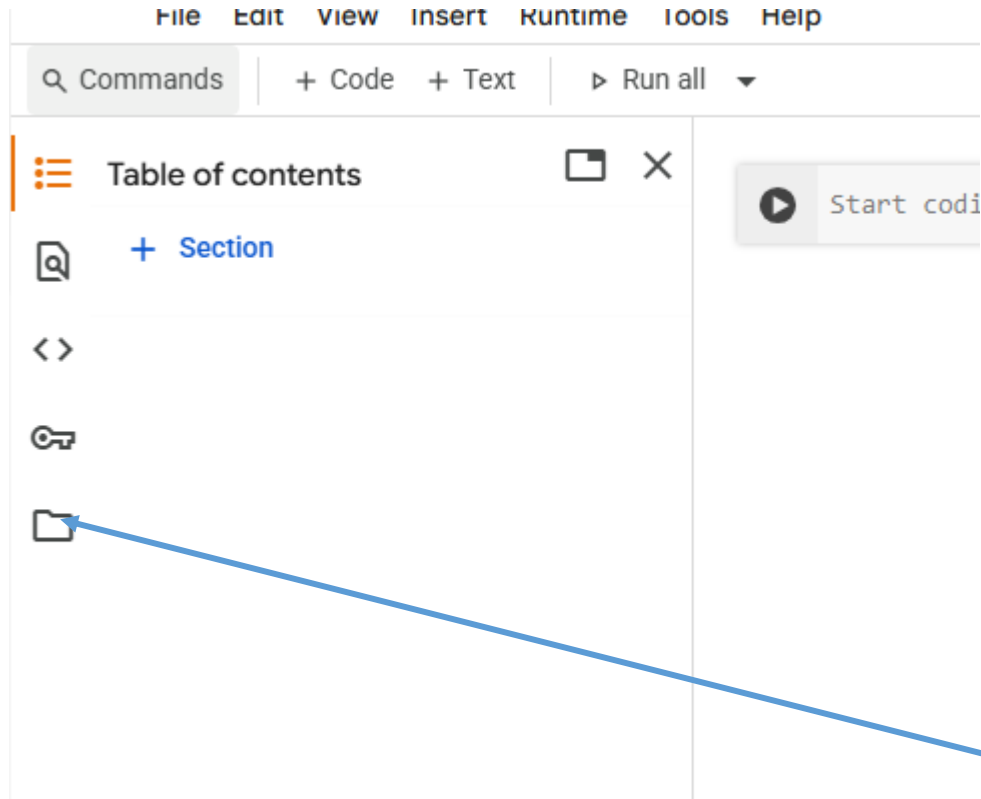 File Edit View Insert Runtime Tools Help
Commands + Code + Text Run all
Table of contents
+ Section
Start codi